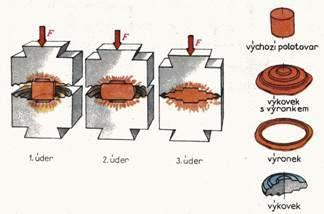 F
F
F
1. úder
2. úder
3. úder
výchozí polotovar
výkovek
s výronkem
výronek
výkovek